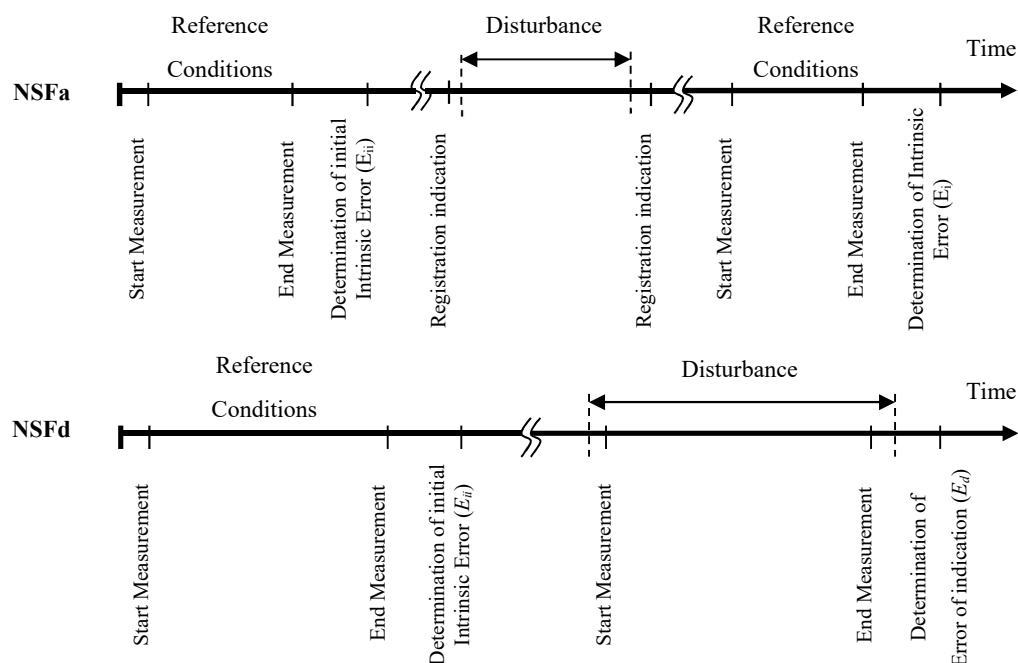 Reference
Conditions
Disturbance
Reference
Conditions
Time
NSFa
Start Measurement
End Measurement
Determination of initial
Intrinsic Error (Eii)
Registration indication
Registration indication
Start Measurement
End Measurement
Determination of Intrinsic
Error (Ei)
Reference
Conditions
Disturbance
Time
NSFd
Start Measurement
End Measurement
Determination of initial
Intrinsic Error (Eii)
Start Measurement
End Measurement
Determination of
Error of indication (Ed)